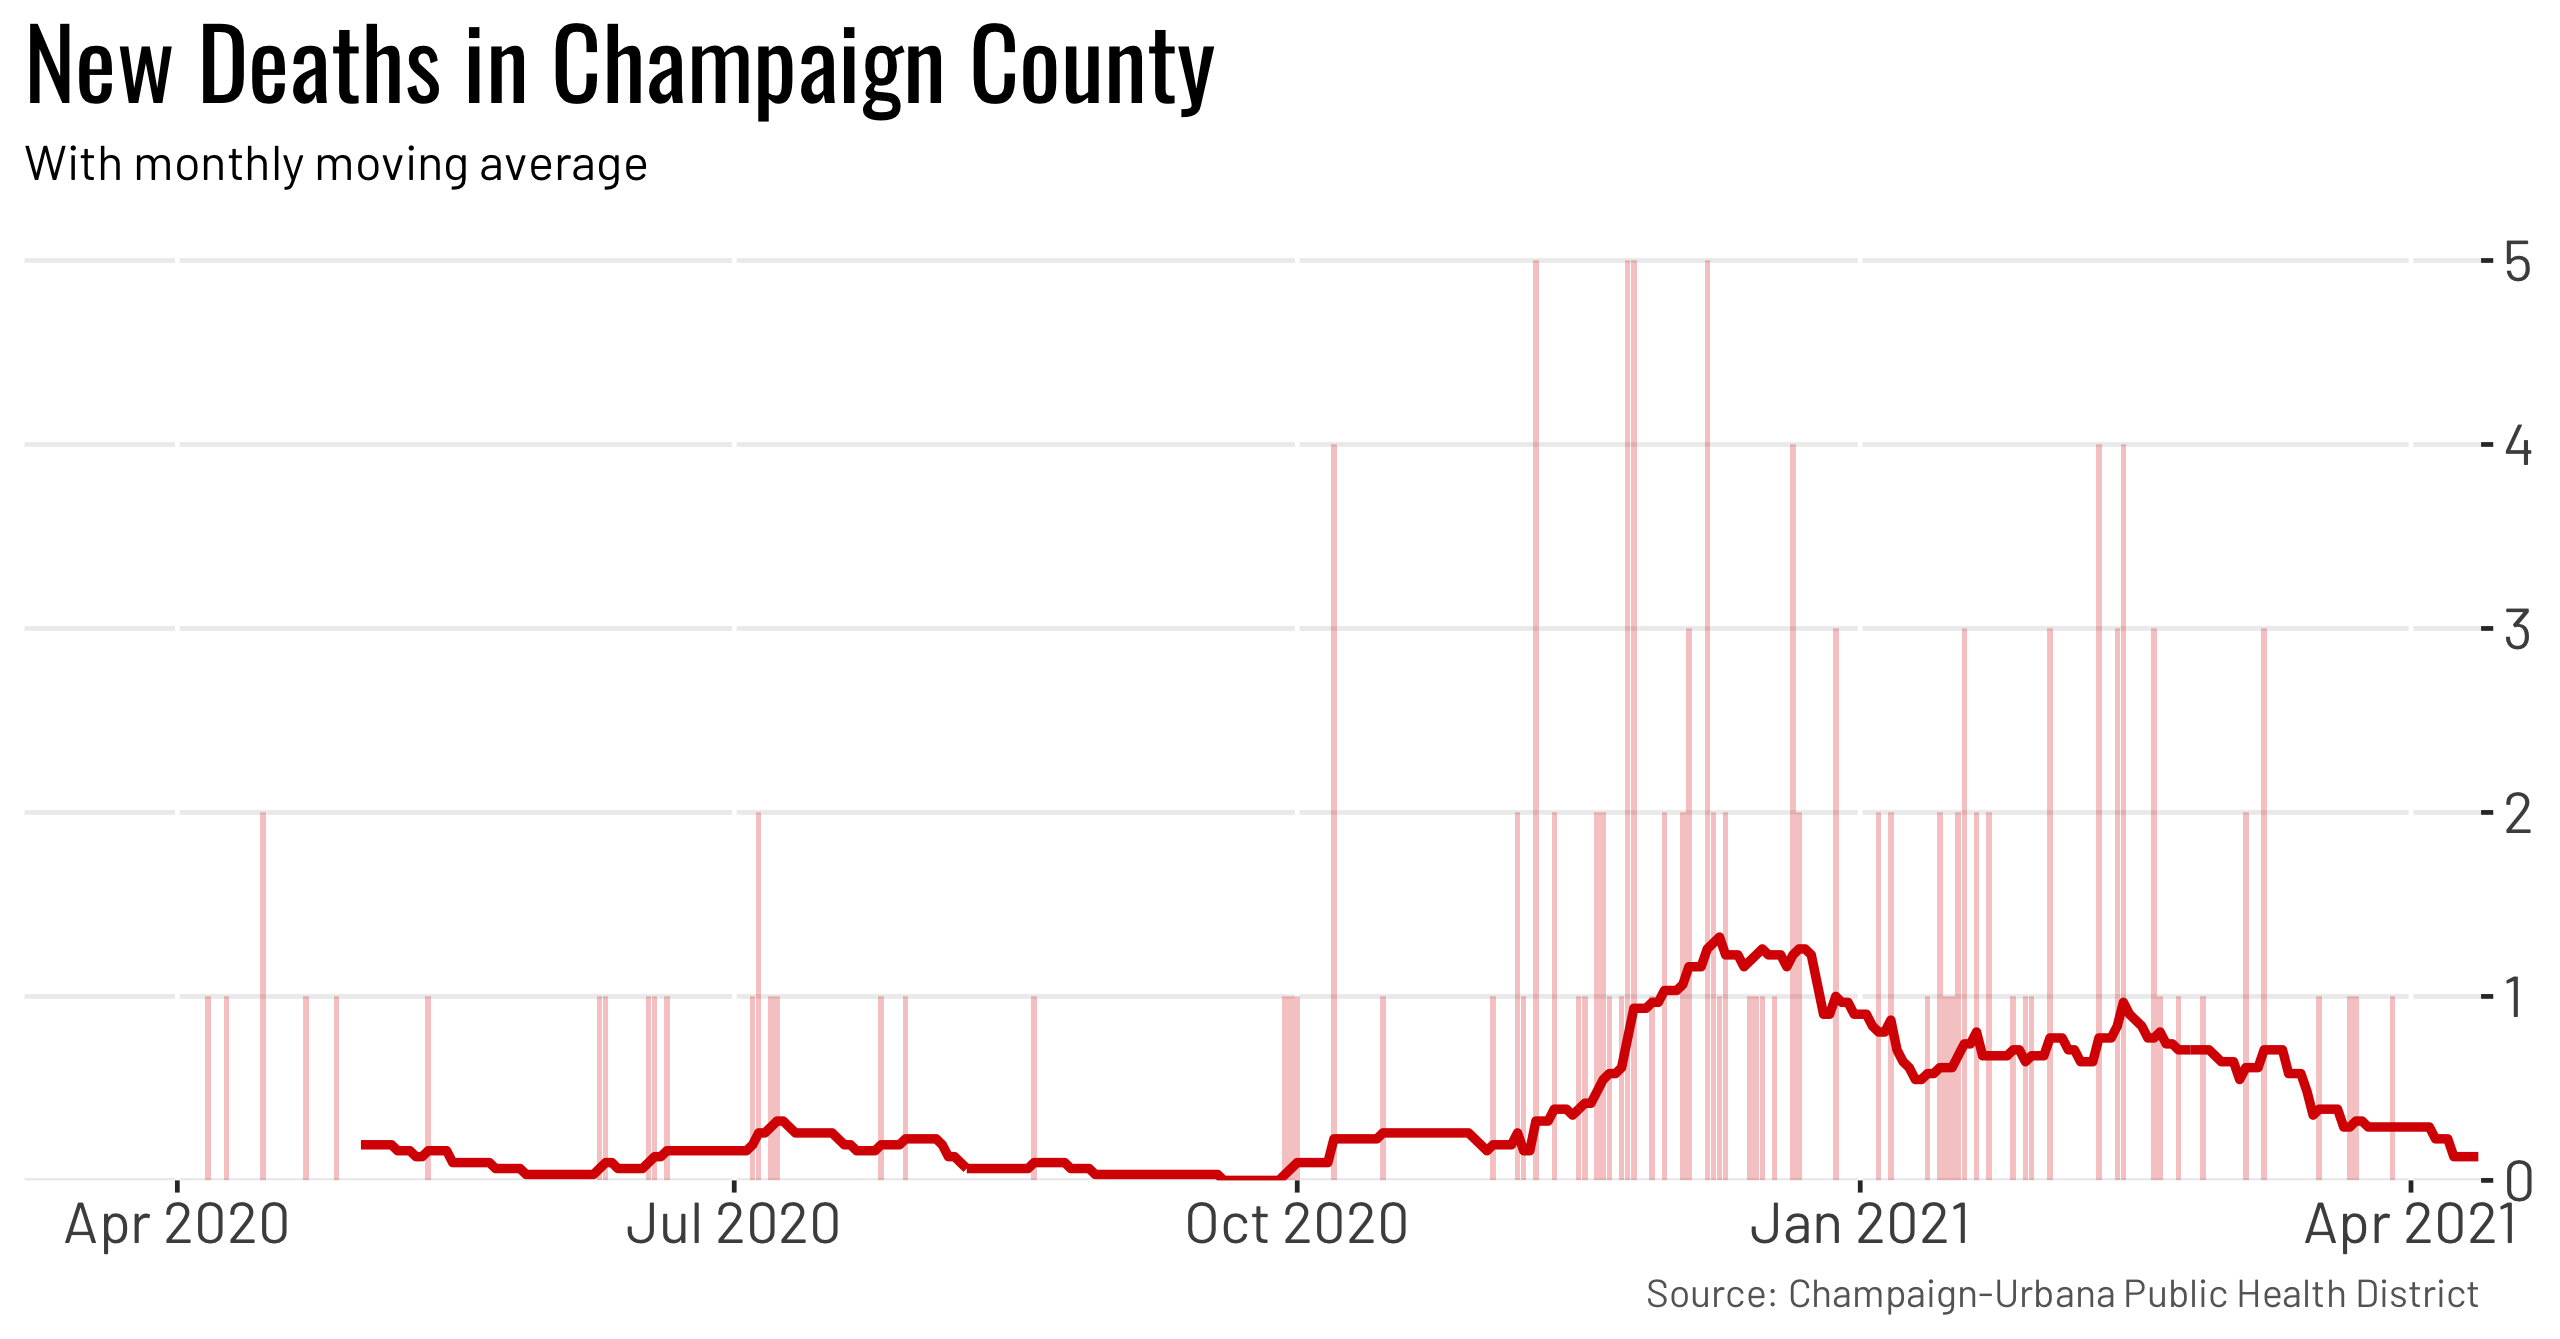 New Deaths in Champaign County
With monthly moving average
5
4
3
2
1
0
Apr 2020 Jul 2020 Oct 2020 Jan 2021 Apr 2021
Source: Champaign-Urbana Public Health District